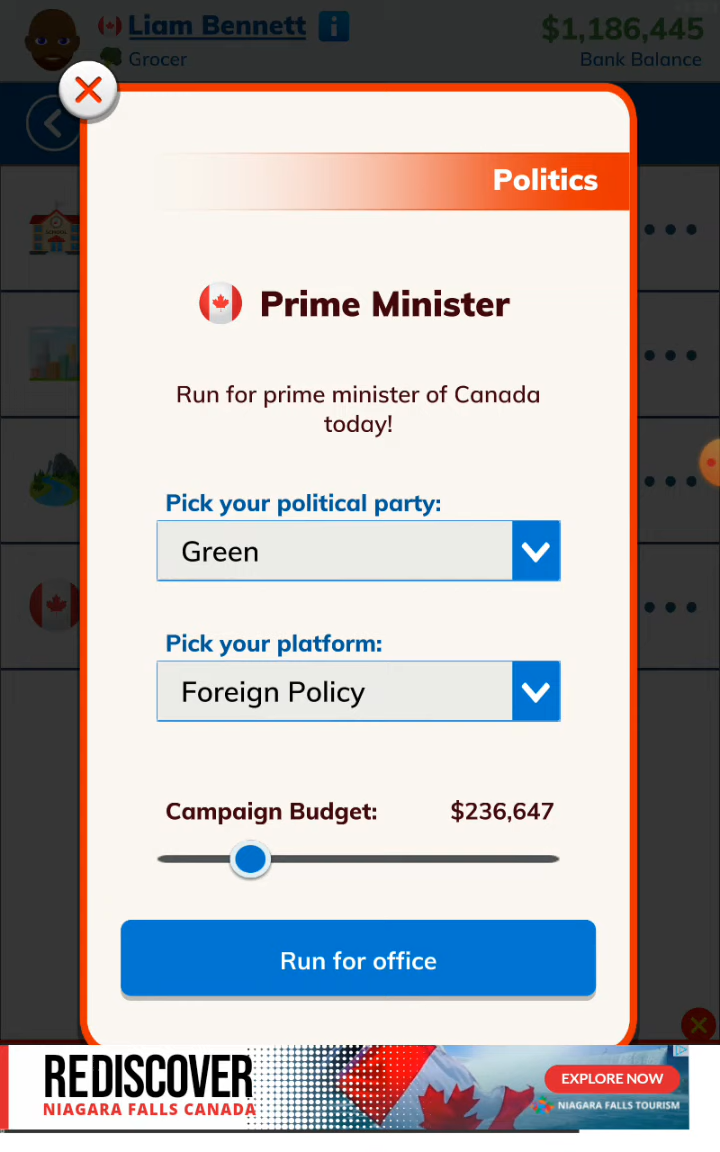 Liam Bennett
i
$1,186,445
Grocer
Bank Balance
Politics
Prime Minister
Run for prime minister of Canada
today!
Pick your political party:
Green
Pick your platform:
Foreign Policy
Campaign Budget:
$236,647
Run for office
REDISCOVER
NIAGARA FALLS CANADA
EXPLORE NOW
NIAGARA FALLS TOURISM